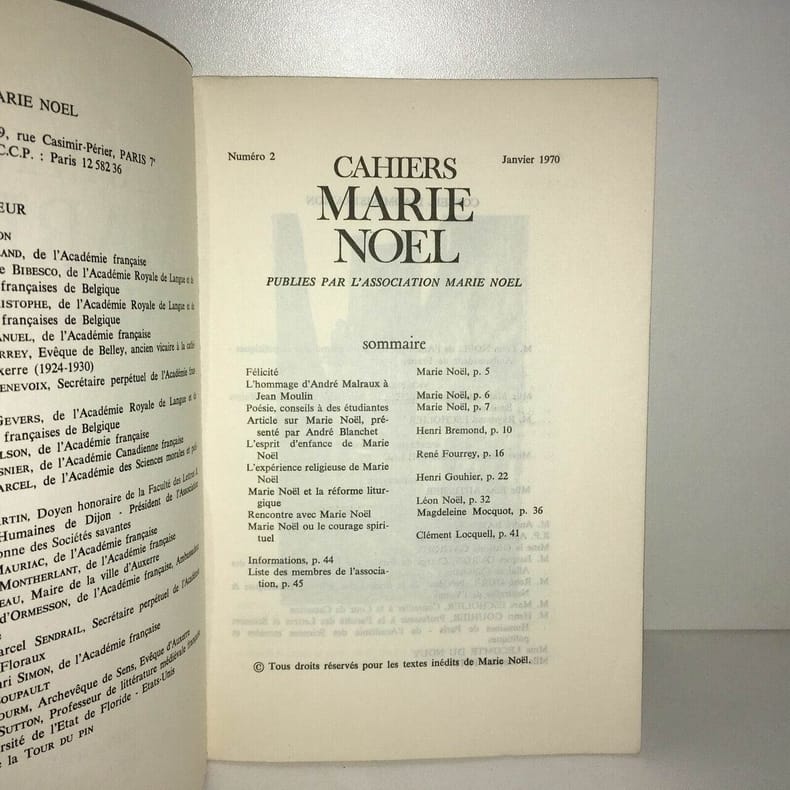 ARIE NOEL
9, rue Casimir-Périer, PARIS 7e
C.C.P. : Paris 12 582 36
EUR
ON
LAND, de l'Académie française
e BIBESCO, de l'Académie Royale de Langue et de
françaises de Belgique
RISTOPHE, de l'Académie Royale de Langue et de
françaises de Belgique
ANUEL, de l'Académie française
RREY, Evêque de Belley, ancien vicaire à la
xerre (1924-1930)
ENEVOIX, Secrétaire perpétuel de l'Académie
GEVERS, de l'Académie Royale de Langue et de
françaises de Belgique
LSON, de l'Académie française
SNIER, de l'Académie Canadienne française
ARCEL, de l'Académie des Sciences morales et
RTIN, Doyen honoraire de la Faculté des Lettres
Humaines de Dijon - Président de l'Association
onne des Sociétés savantes
MAURIAC, de l'Académie française
MONTHERLANT, de l'Académie française
EAU, Maire de la ville d'Auxerre
d'ORMESSON, de l'Académie française,
arcel SENDRAIL, Secrétaire perpétuel de l'Académie
Floraux
ri SIMON, de l'Académie française
OUPAULT
OURM, Archevêque de Sens, Evêque d'Auxerre
SUTTON, Professeur de littérature médiévale française
rsité de l'Etat de Floride - Etats-Unis
e la TOUR DU PIN
Numéro 2 Janvier 1970
CAHIERS
MARIE
NOEL
PUBLIES PAR L'ASSOCIATION MARIE NOEL
sommaire
Félicité Marie Noël, p. 5
L'hommage d'André Malraux à
Jean Moulin Marie Noël, p. 6
Poésie, conseils à des étudiantes Marie Noël, p. 7
Article sur Marie Noël, pré-
senté par André Blanchet Henri Bremond, p. 10
L'esprit d'enfance de Marie
Noël René Fourrey, p. 16
L'expérience religieuse de Marie
Noël Henri Gouhier, p. 22
Marie Noël et la réforme litur-
gique Léon Noël, p. 32
Rencontre avec Marie Noël Magdeleine Mocquot, p. 36
Marie Noël ou le courage spiri-
tuel Clément Locquell, p. 41
Informations, p. 44
Liste des membres de l'associa-
tion, p. 45
© Tous droits réservés pour les textes inédits de Marie Noël.